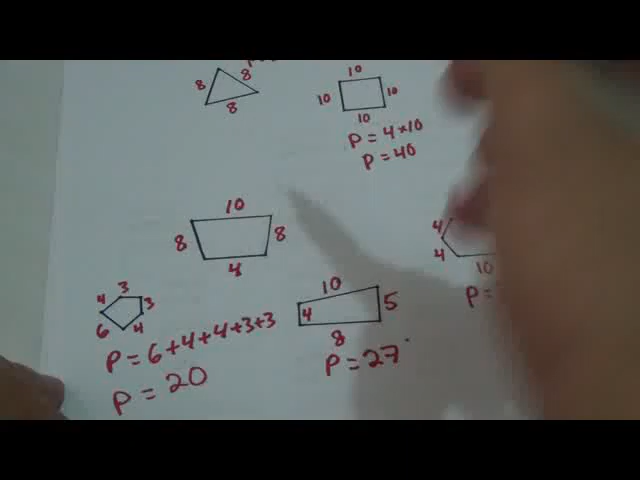 8 8
8
10
10 10
10
P = 4 × 10
P = 40
10
8 8
4
4
4
10
P =
3
4 3
6 4
P = 6 + 4 + 4 + 3 + 3
P = 20
10
4 5
8
P = 27